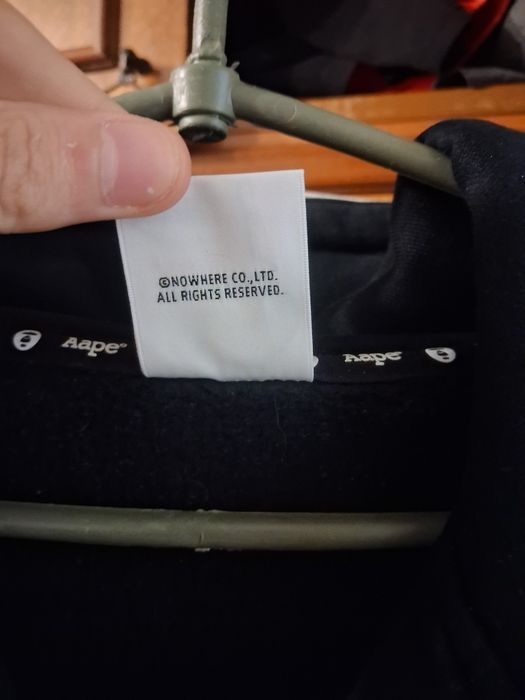 ©NOWHERE CO.,LTD.
ALL RIGHTS RESERVED.
Aape®
Aape